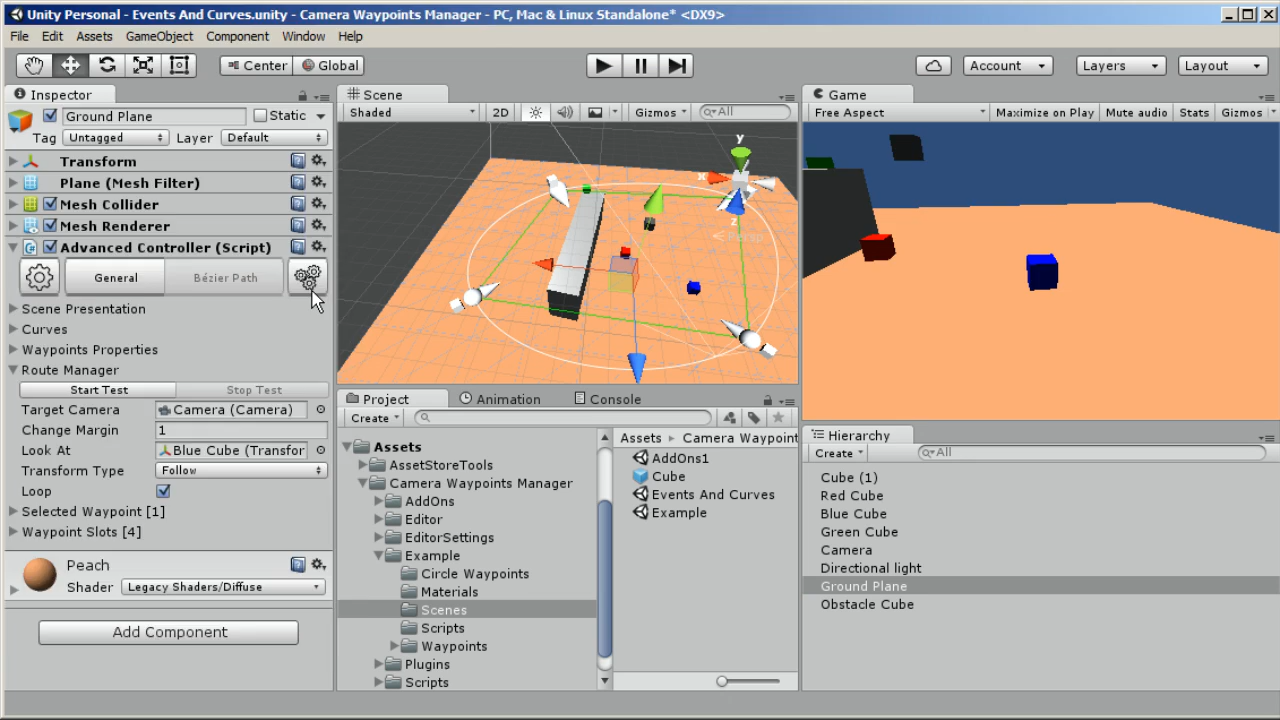 Unity Personal - Events And Curves.unity - Camera Waypoints Manager - PC, Mac & Linux Standalone* <DX9>
File Edit Assets GameObject Component Window Help
Center Global Account Layers Layout
Inspector
Ground Plane Static
Tag Untagged Layer Default
Transform
Plane (Mesh Filter)
Mesh Collider
Mesh Renderer
Advanced Controller (Script)
General Bézier Path
Scene Presentation
Curves
Waypoints Properties
Route Manager
Start Test Stop Test
Target Camera Camera (Camera)
Change Margin 1
Look At Blue Cube (Transfor
Transform Type Follow
Loop
Selected Waypoint [1]
Waypoint Slots [4]
Peach
Shader Legacy Shaders/Diffuse
Add Component
Scene
Shaded 2D Gizmos All
y
x
z
Persp
Project Animation Console
Create
Assets
AssetStoreTools
Camera Waypoints Manager
AddOns
Editor
EditorSettings
Example
Circle Waypoints
Materials
Scenes
Scripts
Waypoints
Plugins
Scripts
Assets Camera Waypoint
AddOns1
Cube
Events And Curves
Example
Game
Free Aspect Maximize on Play Mute audio Stats Gizmos
Hierarchy
Create All
Cube (1)
Red Cube
Blue Cube
Green Cube
Camera
Directional light
Ground Plane
Obstacle Cube